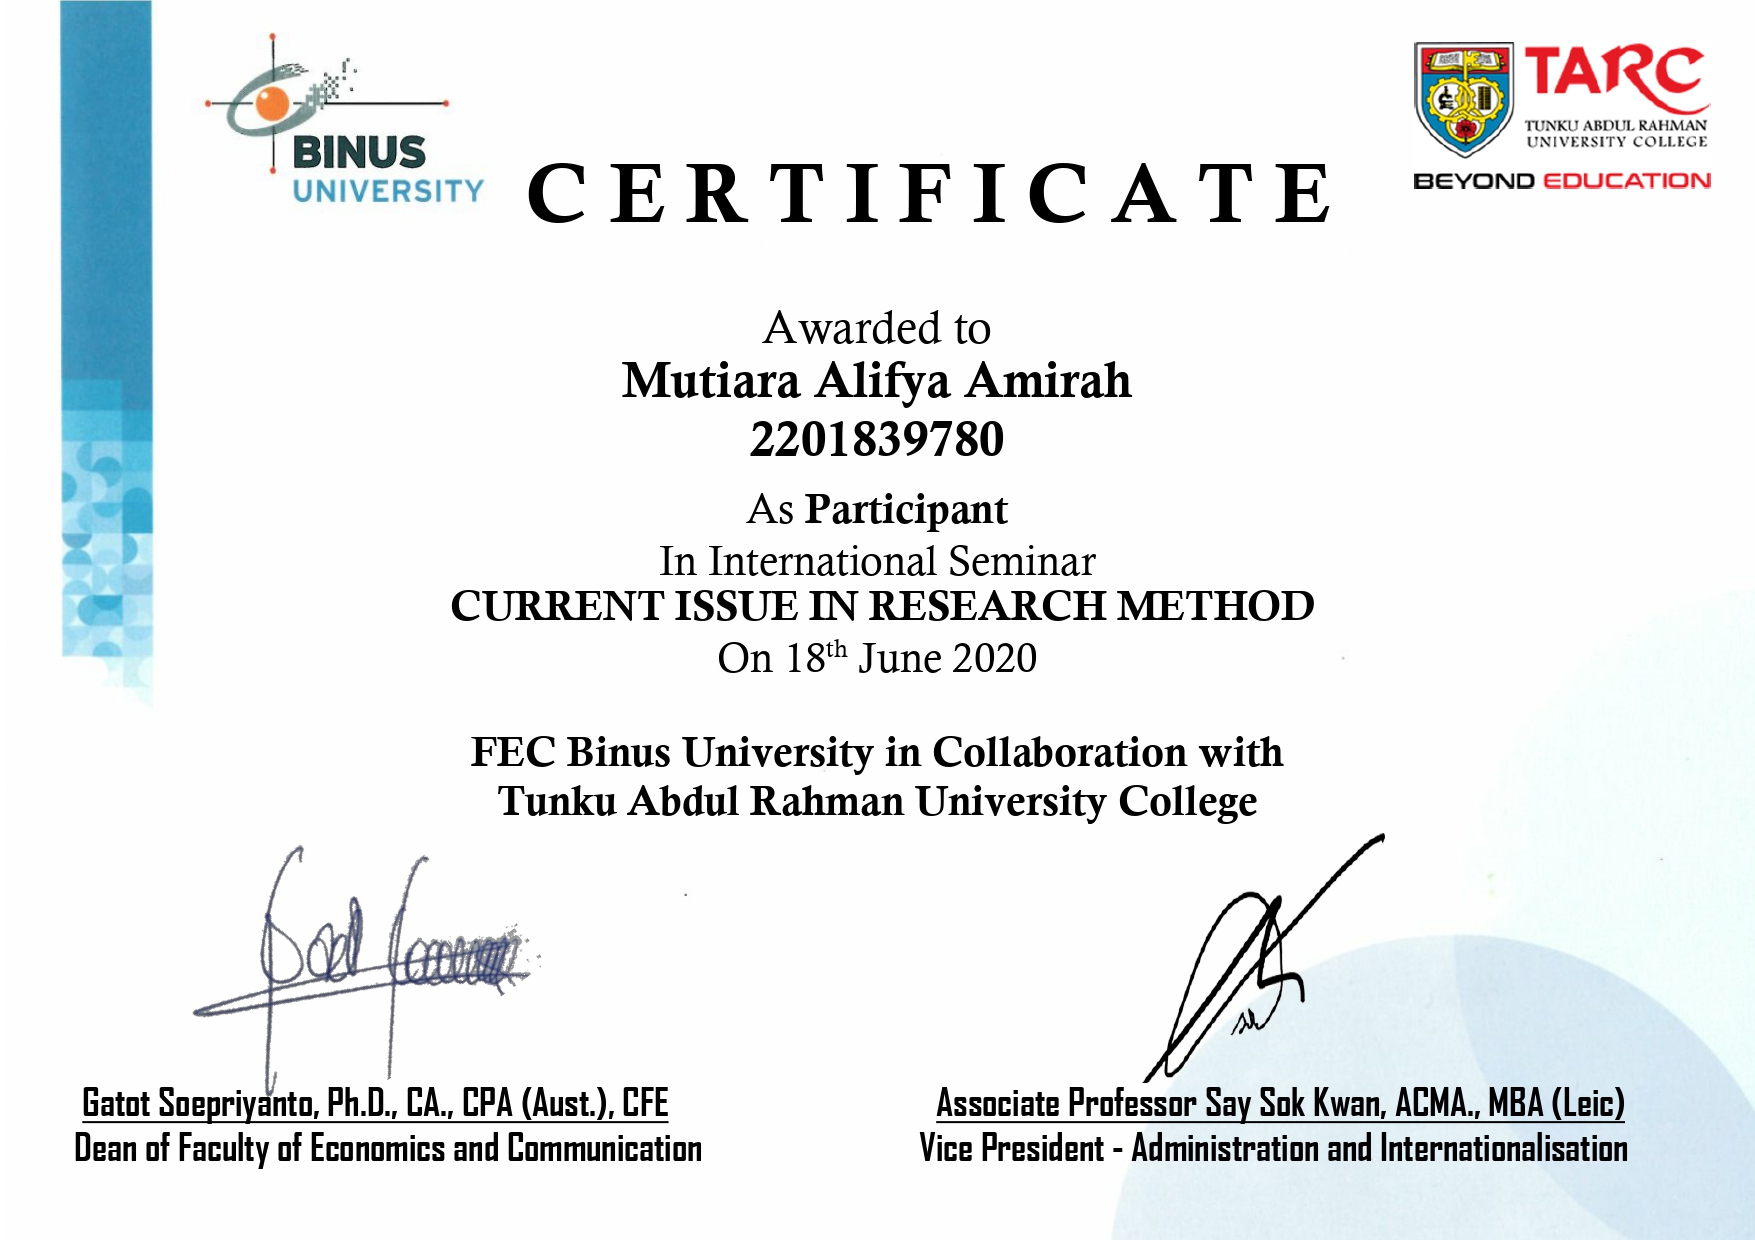 BINUS
UNIVERSITY
TARC
TUNKU ABDUL RAHMAN
UNIVERSITY COLLEGE
BEYOND EDUCATION
CERTIFICATE
Awarded to
Mutiara Alifya Amirah
2201839780
As Participant
In International Seminar
CURRENT ISSUE IN RESEARCH METHOD
On 18th June 2020
FEC Binus University in Collaboration with
Tunku Abdul Rahman University College
Gatot Soepriyanto, Ph.D., CA., CPA (Aust.), CFE
Dean of Faculty of Economics and Communication
Associate Professor Say Sok Kwan, ACMA., MBA (Leic)
Vice President - Administration and Internationalisation